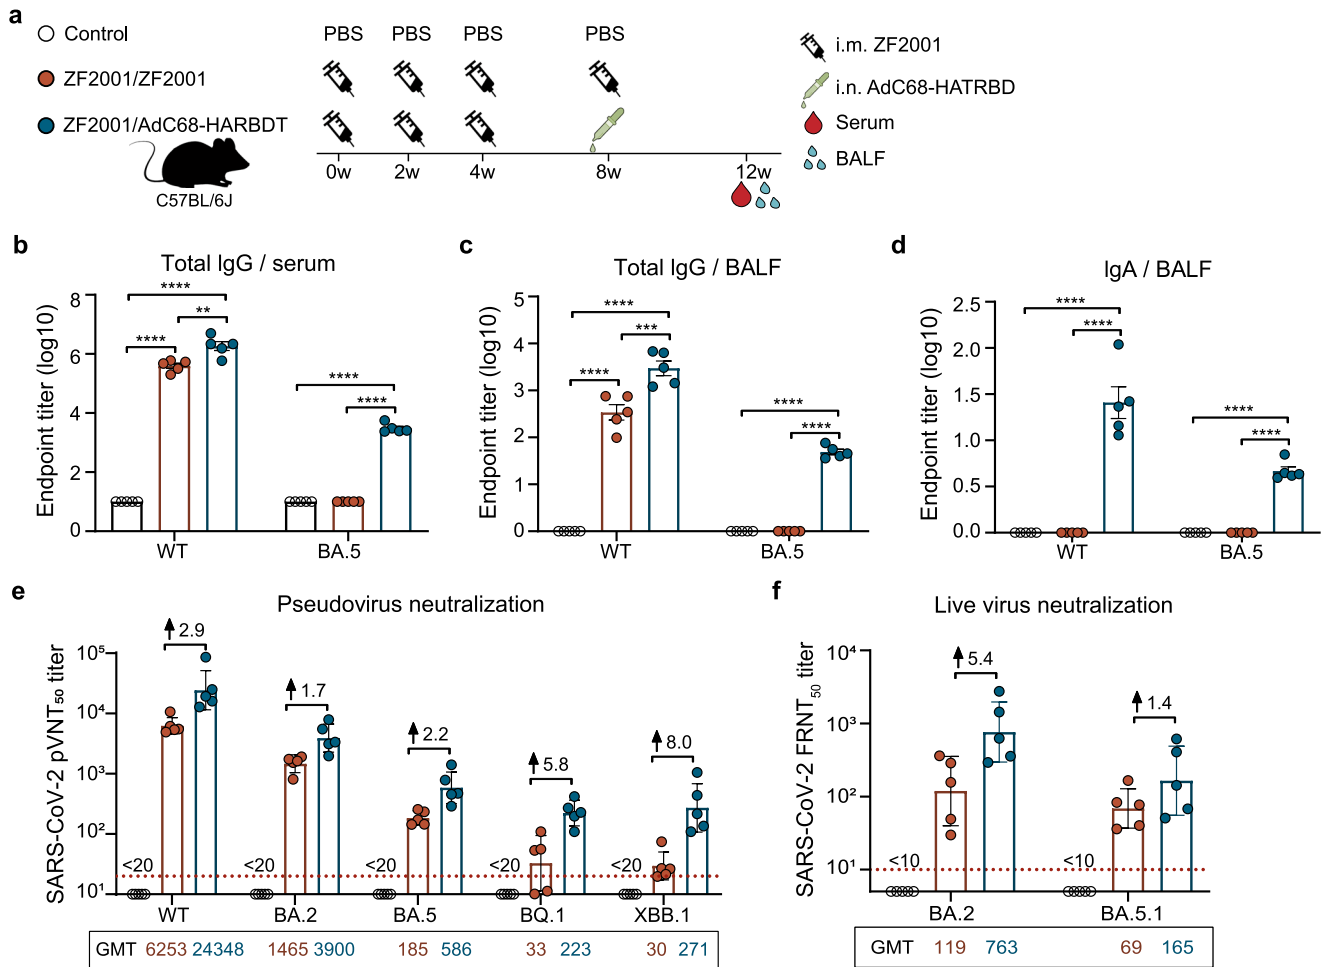 a
Control
ZF2001/ZF2001
ZF2001/AdC68-HARBDT
C57BL/6J
PBS PBS PBS PBS
0w 2w 4w 8w 12w
i.m. ZF2001
i.n. AdC68-HATRBD
Serum
BALF
b
Total IgG / serum
Endpoint titer (log10)
8
6
4
2
0
**** ** ****
**** ****
WT BA.5
c
Total IgG / BALF
Endpoint titer (log10)
5
4
3
2
1
0
**** *** ****
**** ****
WT BA.5
d
IgA / BALF
Endpoint titer (log10)
2.5
2.0
1.5
1.0
0.5
0.0
**** ****
**** ****
WT BA.5
e
Pseudovirus neutralization
SARS-CoV-2 pVNT₅₀ titer
10⁵
10⁴
10³
10²
10¹
2.9 1.7 2.2 5.8 8.0
<20 <20 <20 <20 <20
WT BA.2 BA.5 BQ.1 XBB.1
GMT 6253 24348 1465 3900 185 586 33 223 30 271
f
Live virus neutralization
SARS-CoV-2 FRNT₅₀ titer
10⁴
10³
10²
10¹
5.4 1.4
<10 <10
BA.2 BA.5.1
GMT 119 763 69 165